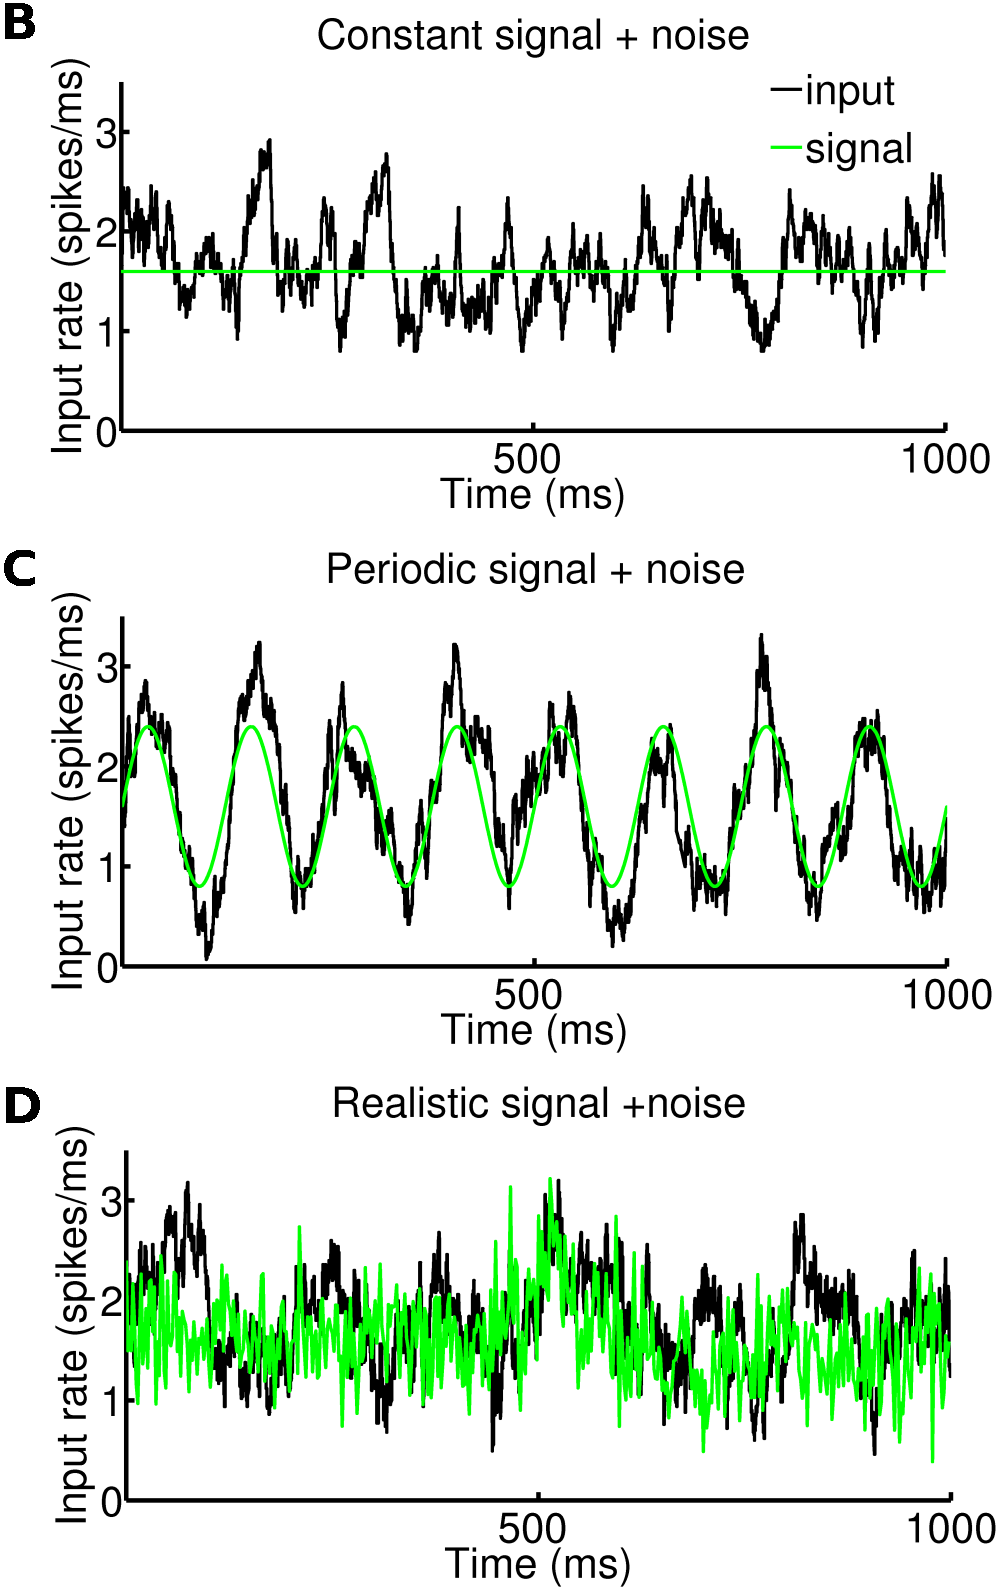 B
Constant signal + noise
input
signal
Input rate (spikes/ms)
3
2
1
0
500
1000
Time (ms)
C
Periodic signal + noise
Input rate (spikes/ms)
3
2
1
0
500
1000
Time (ms)
D
Realistic signal +noise
Input rate (spikes/ms)
3
2
1
0
500
1000
Time (ms)